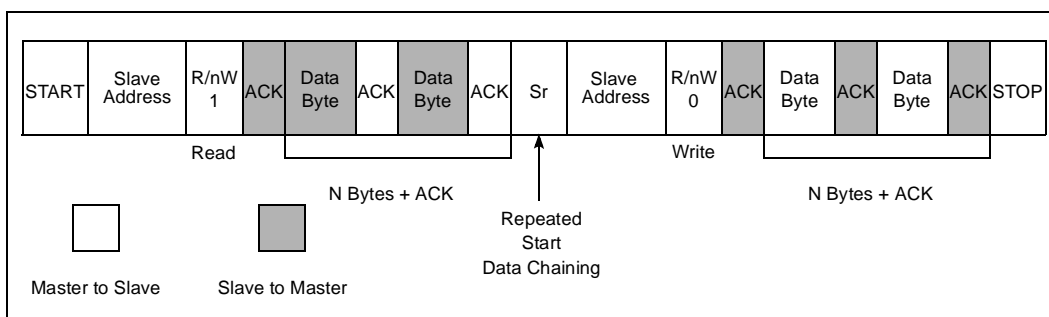 START Slave Address R/nW 1 ACK Data Byte ACK Data Byte ACK Sr Slave Address R/nW 0 ACK Data Byte ACK Data Byte ACK STOP
Read Write
N Bytes + ACK N Bytes + ACK
Repeated
Start
Data Chaining
Master to Slave Slave to Master